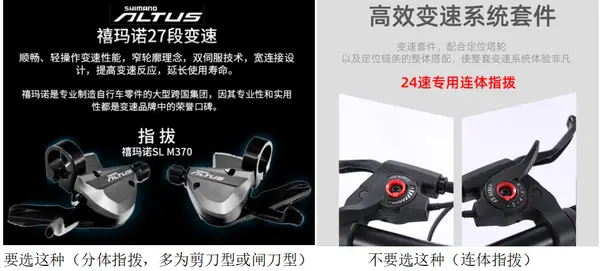 SHIMANO
ALTUS
禧玛诺27段变速
顺畅、轻操作变速性能，窄轮廓理念，双伺服技术，宽连接设
计，提高变速反应，延长使用寿命。
禧玛诺是专业制造自行车零件的大型跨国集团，因其专业性和实用
性都是变速品牌中的荣誉口碑。
指拨
禧玛诺SL M370
ALTUS
ALTUS
要选这种（分体指拨，多为剪刀型或闸刀型）
高效变速系统套件
变速套件，配合定位塔轮
以及定位链条的整体搭配，使整套变速系统体验非凡
24速专用连体指拨
不要选这种（连体指拨）